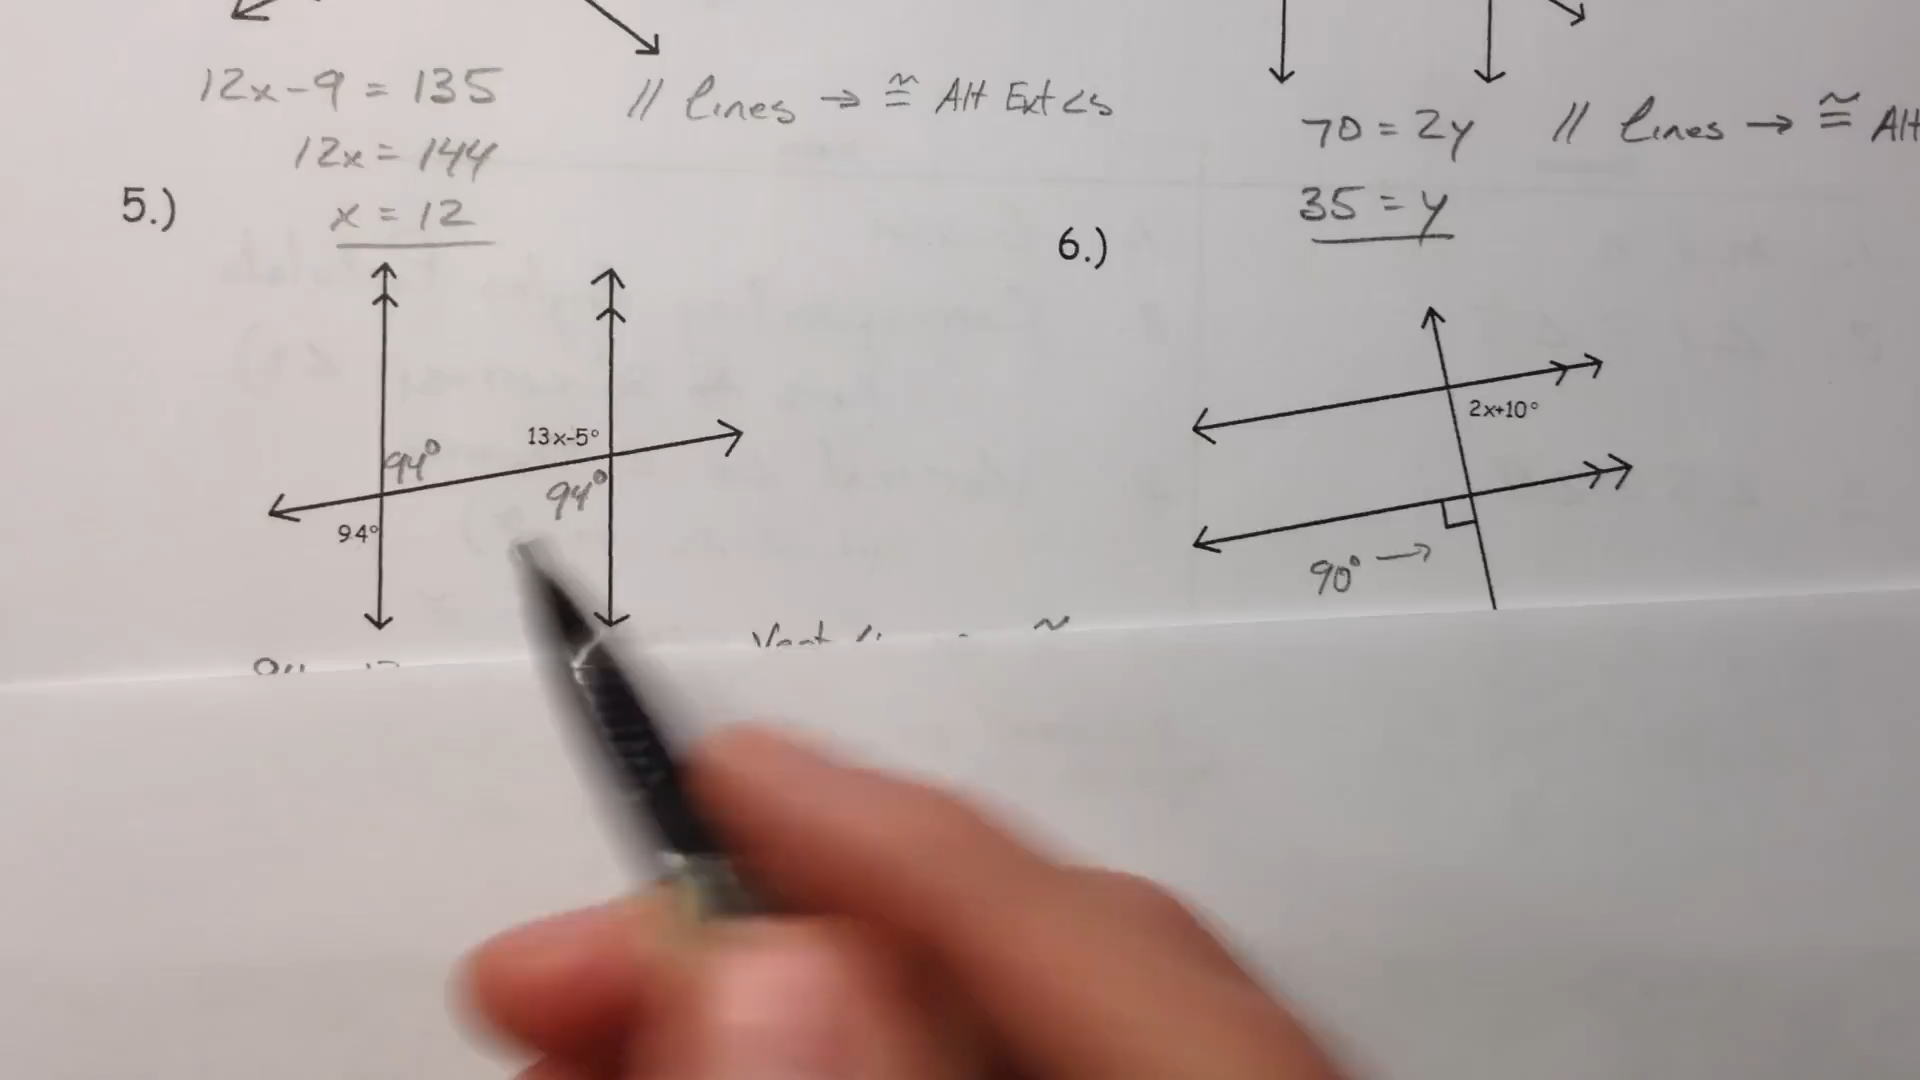 12x-9 = 135
// lines → ≅ Alt Ext <s
12x = 144
x = 12
70 = 2y
// lines → ≅ Alt
35 = y
5.)
13x-5°
94°
94°
94°
6.)
2x+10°
90° →